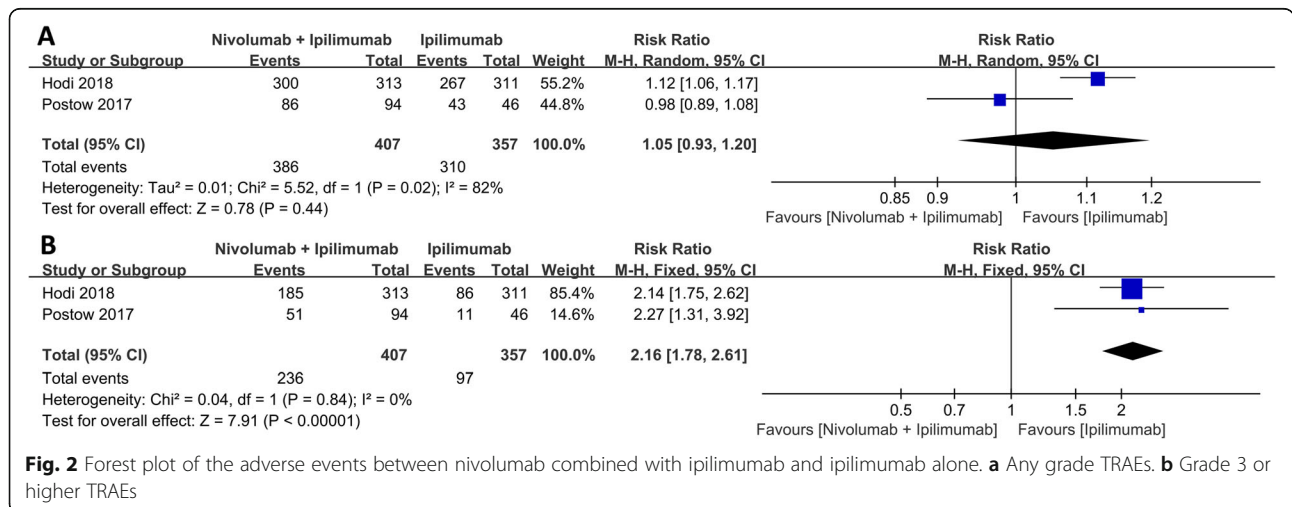 A
Nivolumab + Ipilimumab Ipilimumab Risk Ratio Risk Ratio
Study or Subgroup Events Total Events Total Weight M-H, Random, 95% CI M-H, Random, 95% CI
Hodi 2018 300 313 267 311 55.2% 1.12 [1.06, 1.17]
Postow 2017 86 94 43 46 44.8% 0.98 [0.89, 1.08]
Total (95% CI) 407 357 100.0% 1.05 [0.93, 1.20]
Total events 386 310
Heterogeneity: Tau² = 0.01; Chi² = 5.52, df = 1 (P = 0.02); I² = 82%
Test for overall effect: Z = 0.78 (P = 0.44)
0.85 0.9 1 1.1 1.2
Favours [Nivolumab + Ipilimumab] Favours [Ipilimumab]
B
Nivolumab + Ipilimumab Ipilimumab Risk Ratio Risk Ratio
Study or Subgroup Events Total Events Total Weight M-H, Fixed, 95% CI M-H, Fixed, 95% CI
Hodi 2018 185 313 86 311 85.4% 2.14 [1.75, 2.62]
Postow 2017 51 94 11 46 14.6% 2.27 [1.31, 3.92]
Total (95% CI) 407 357 100.0% 2.16 [1.78, 2.61]
Total events 236 97
Heterogeneity: Chi² = 0.04, df = 1 (P = 0.84); I² = 0%
Test for overall effect: Z = 7.91 (P < 0.00001)
0.5 0.7 1 1.5 2
Favours [Nivolumab + Ipilimumab] Favours [Ipilimumab]
Fig. 2 Forest plot of the adverse events between nivolumab combined with ipilimumab and ipilimumab alone. a Any grade TRAEs. b Grade 3 or
higher TRAEs